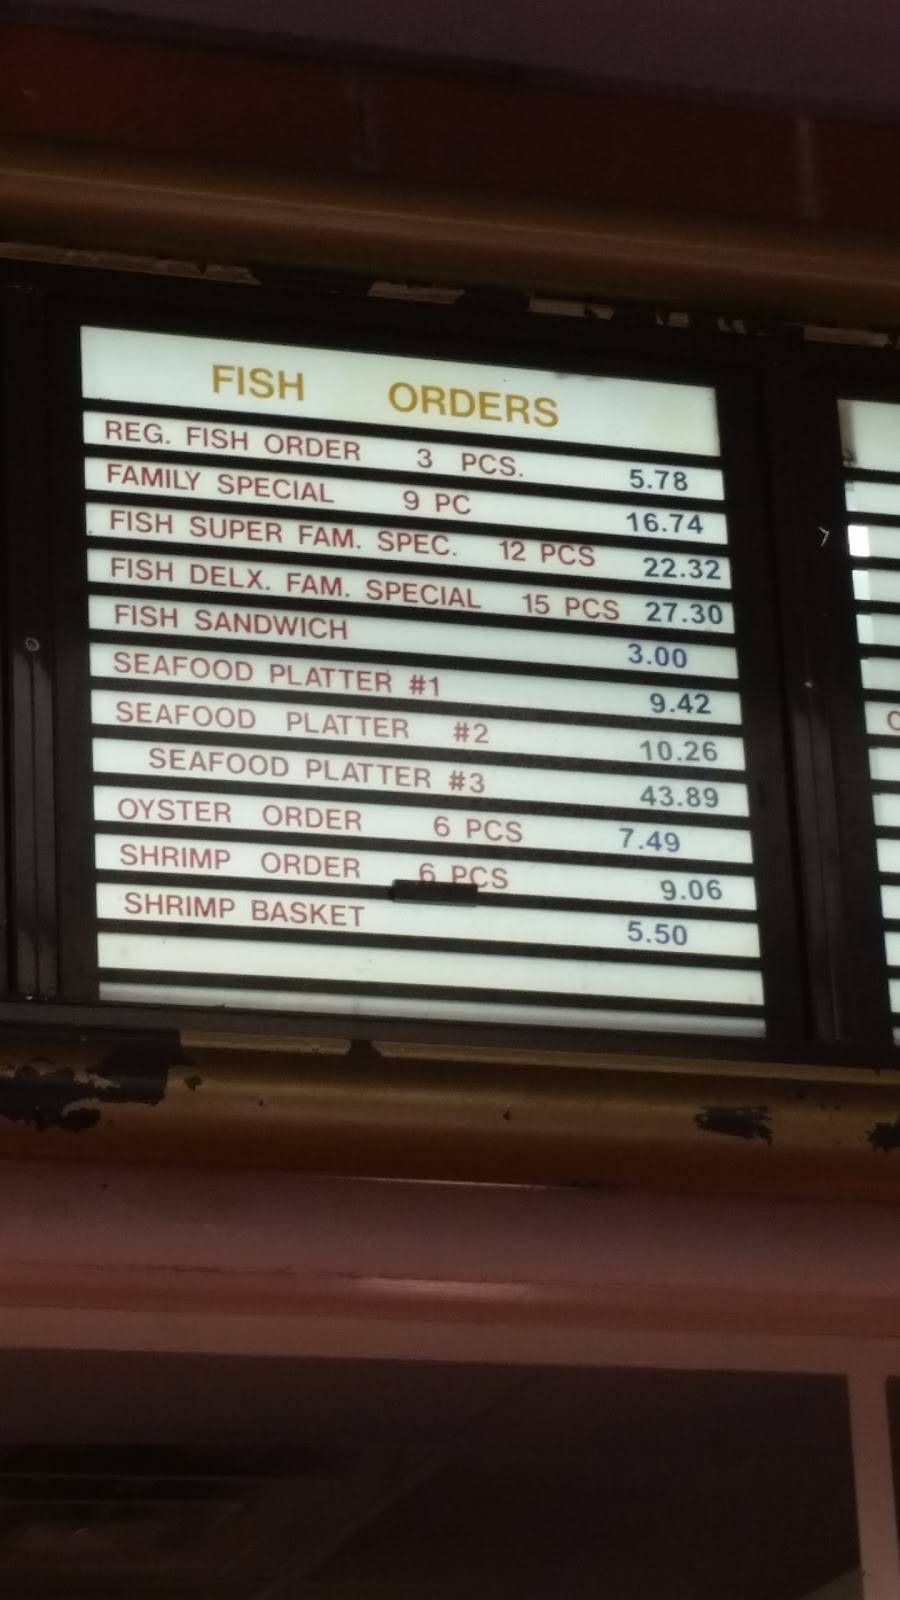 FISH ORDERS
REG. FISH ORDER 3 PCS. 5.78
FAMILY SPECIAL 9 PC 16.74
FISH SUPER FAM. SPEC. 12 PCS 22.32
FISH DELX. FAM. SPECIAL 15 PCS 27.30
FISH SANDWICH 3.00
SEAFOOD PLATTER #1 9.42
SEAFOOD PLATTER #2 10.26
SEAFOOD PLATTER #3 43.89
OYSTER ORDER 6 PCS 7.49
SHRIMP ORDER 6 PCS 9.06
SHRIMP BASKET 5.50